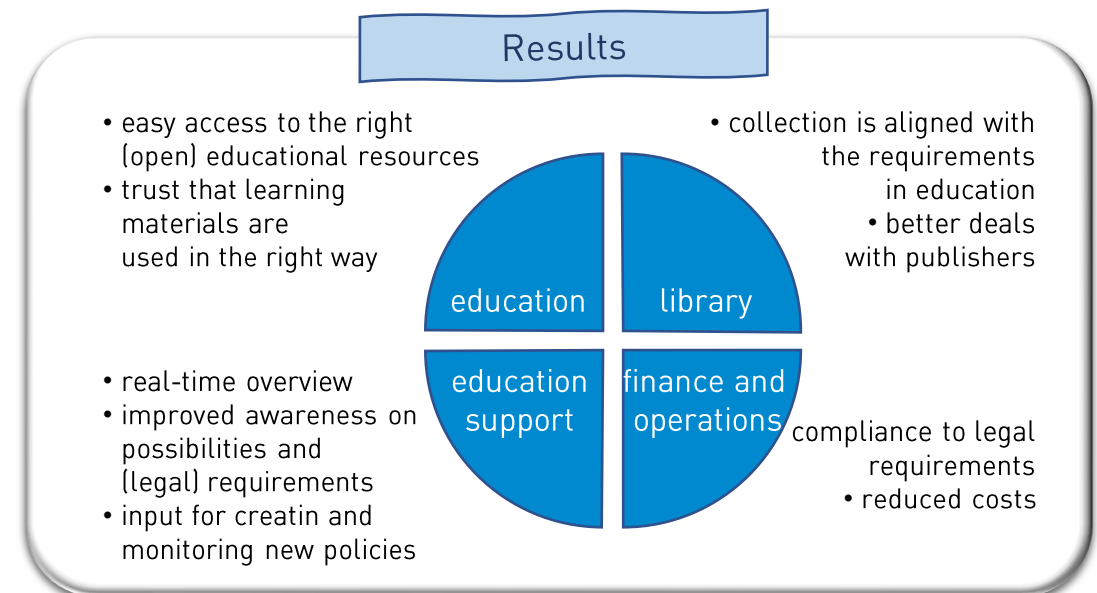 Results
• easy access to the right
(open) educational resources
• trust that learning
materials are
used in the right way
• collection is aligned with
the requirements
in education
• better deals
with publishers
education
library
education
support
finance and
operations
• real-time overview
• improved awareness on
possibilities and
(legal) requirements
• input for creatin and
monitoring new policies
compliance to legal
requirements
• reduced costs